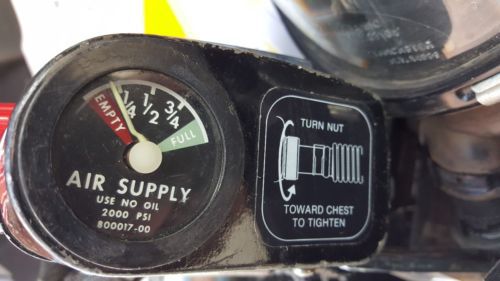 EMPTY
1/4
1/2
3/4
FULL
AIR SUPPLY
USE NO OIL
2000 PSI
800017-00
TURN NUT
TOWARD CHEST
TO TIGHTEN